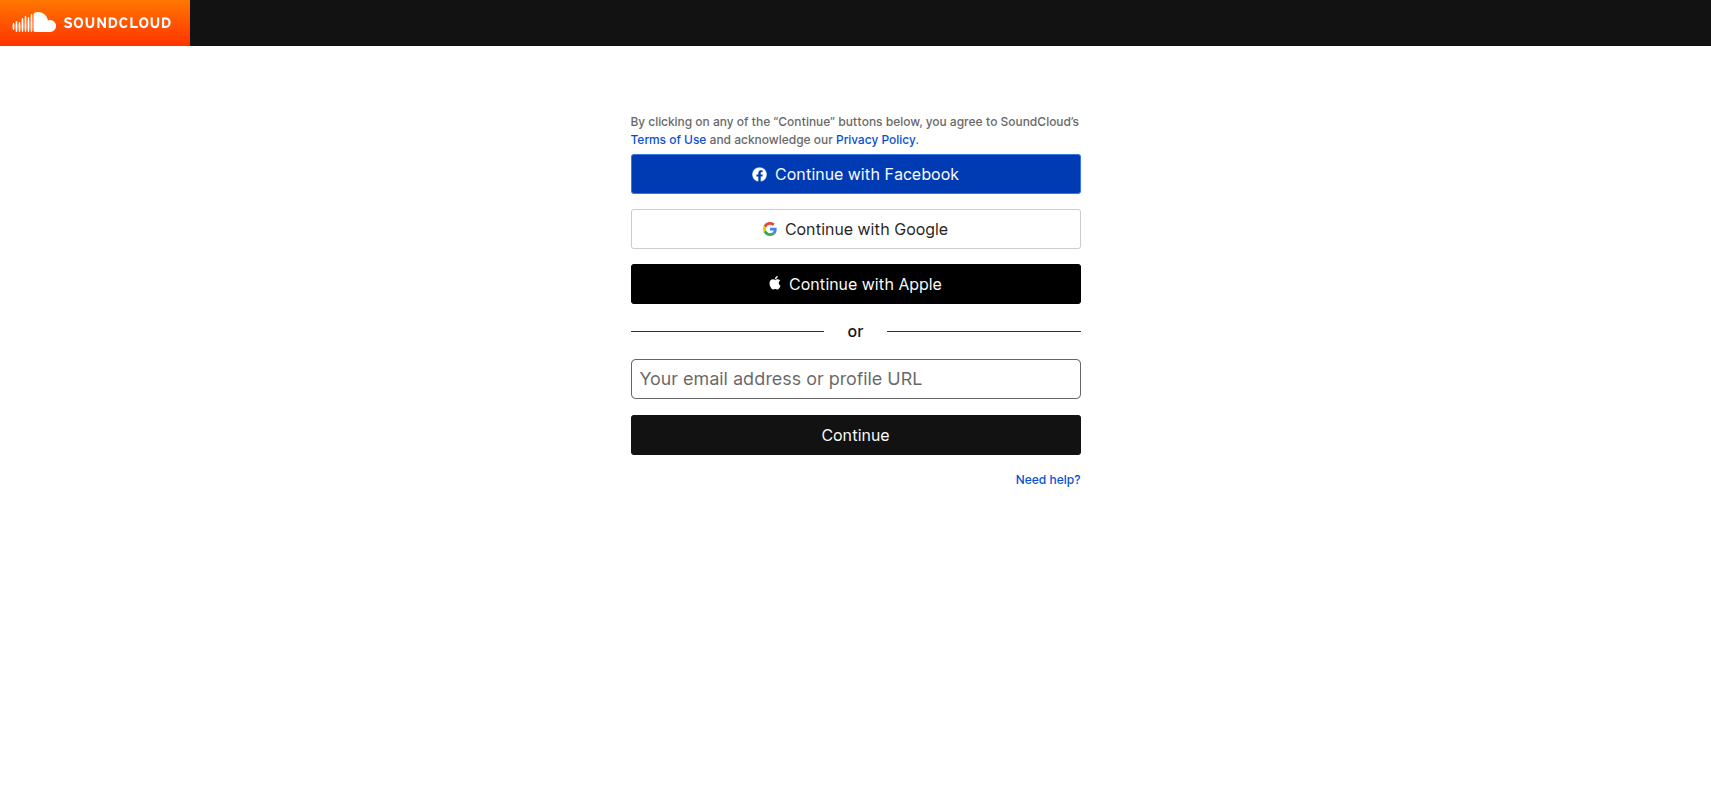 SOUNDCLOUD
By clicking on any of the “Continue” buttons below, you agree to SoundCloud’s
Terms of Use and acknowledge our Privacy Policy.
Continue with Facebook
Continue with Google
Continue with Apple
or
Your email address or profile URL
Continue
Need help?